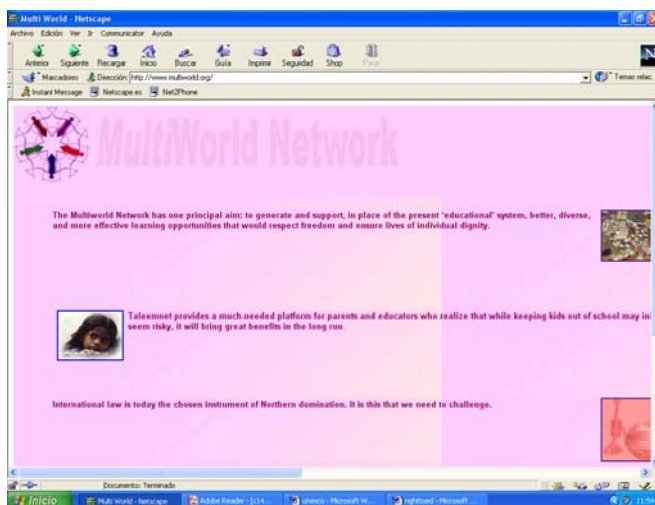 Multi World - Netscape
Archivo Edición Ver Ir Communicator Ayuda
Anterior Siguiente Recargar Inicio Buscar Guía Imprimir Seguridad Shop Parar
Marcadores Dirección: http://www.multiworld.org/ Temas relac.
Instant Message Netscape.es Net2Phone
MultiWorld Network
The Multiworld Network has one principal aim: to generate and support, in place of the present 'educational' system, better, diverse,
and more effective learning opportunities that would respect freedom and ensure lives of individual dignity.
Taleemnet provides a much-needed platform for parents and educators who realize that while keeping kids out of school may ini
seem risky, it will bring great benefits in the long run.
International law is today the chosen instrument of Northern domination. It is this that we need to challenge.
Documento: Terminado
Inicio Multi World - Netscape Adobe Reader - unesco - Microsoft W... Microsoft ... 11:54